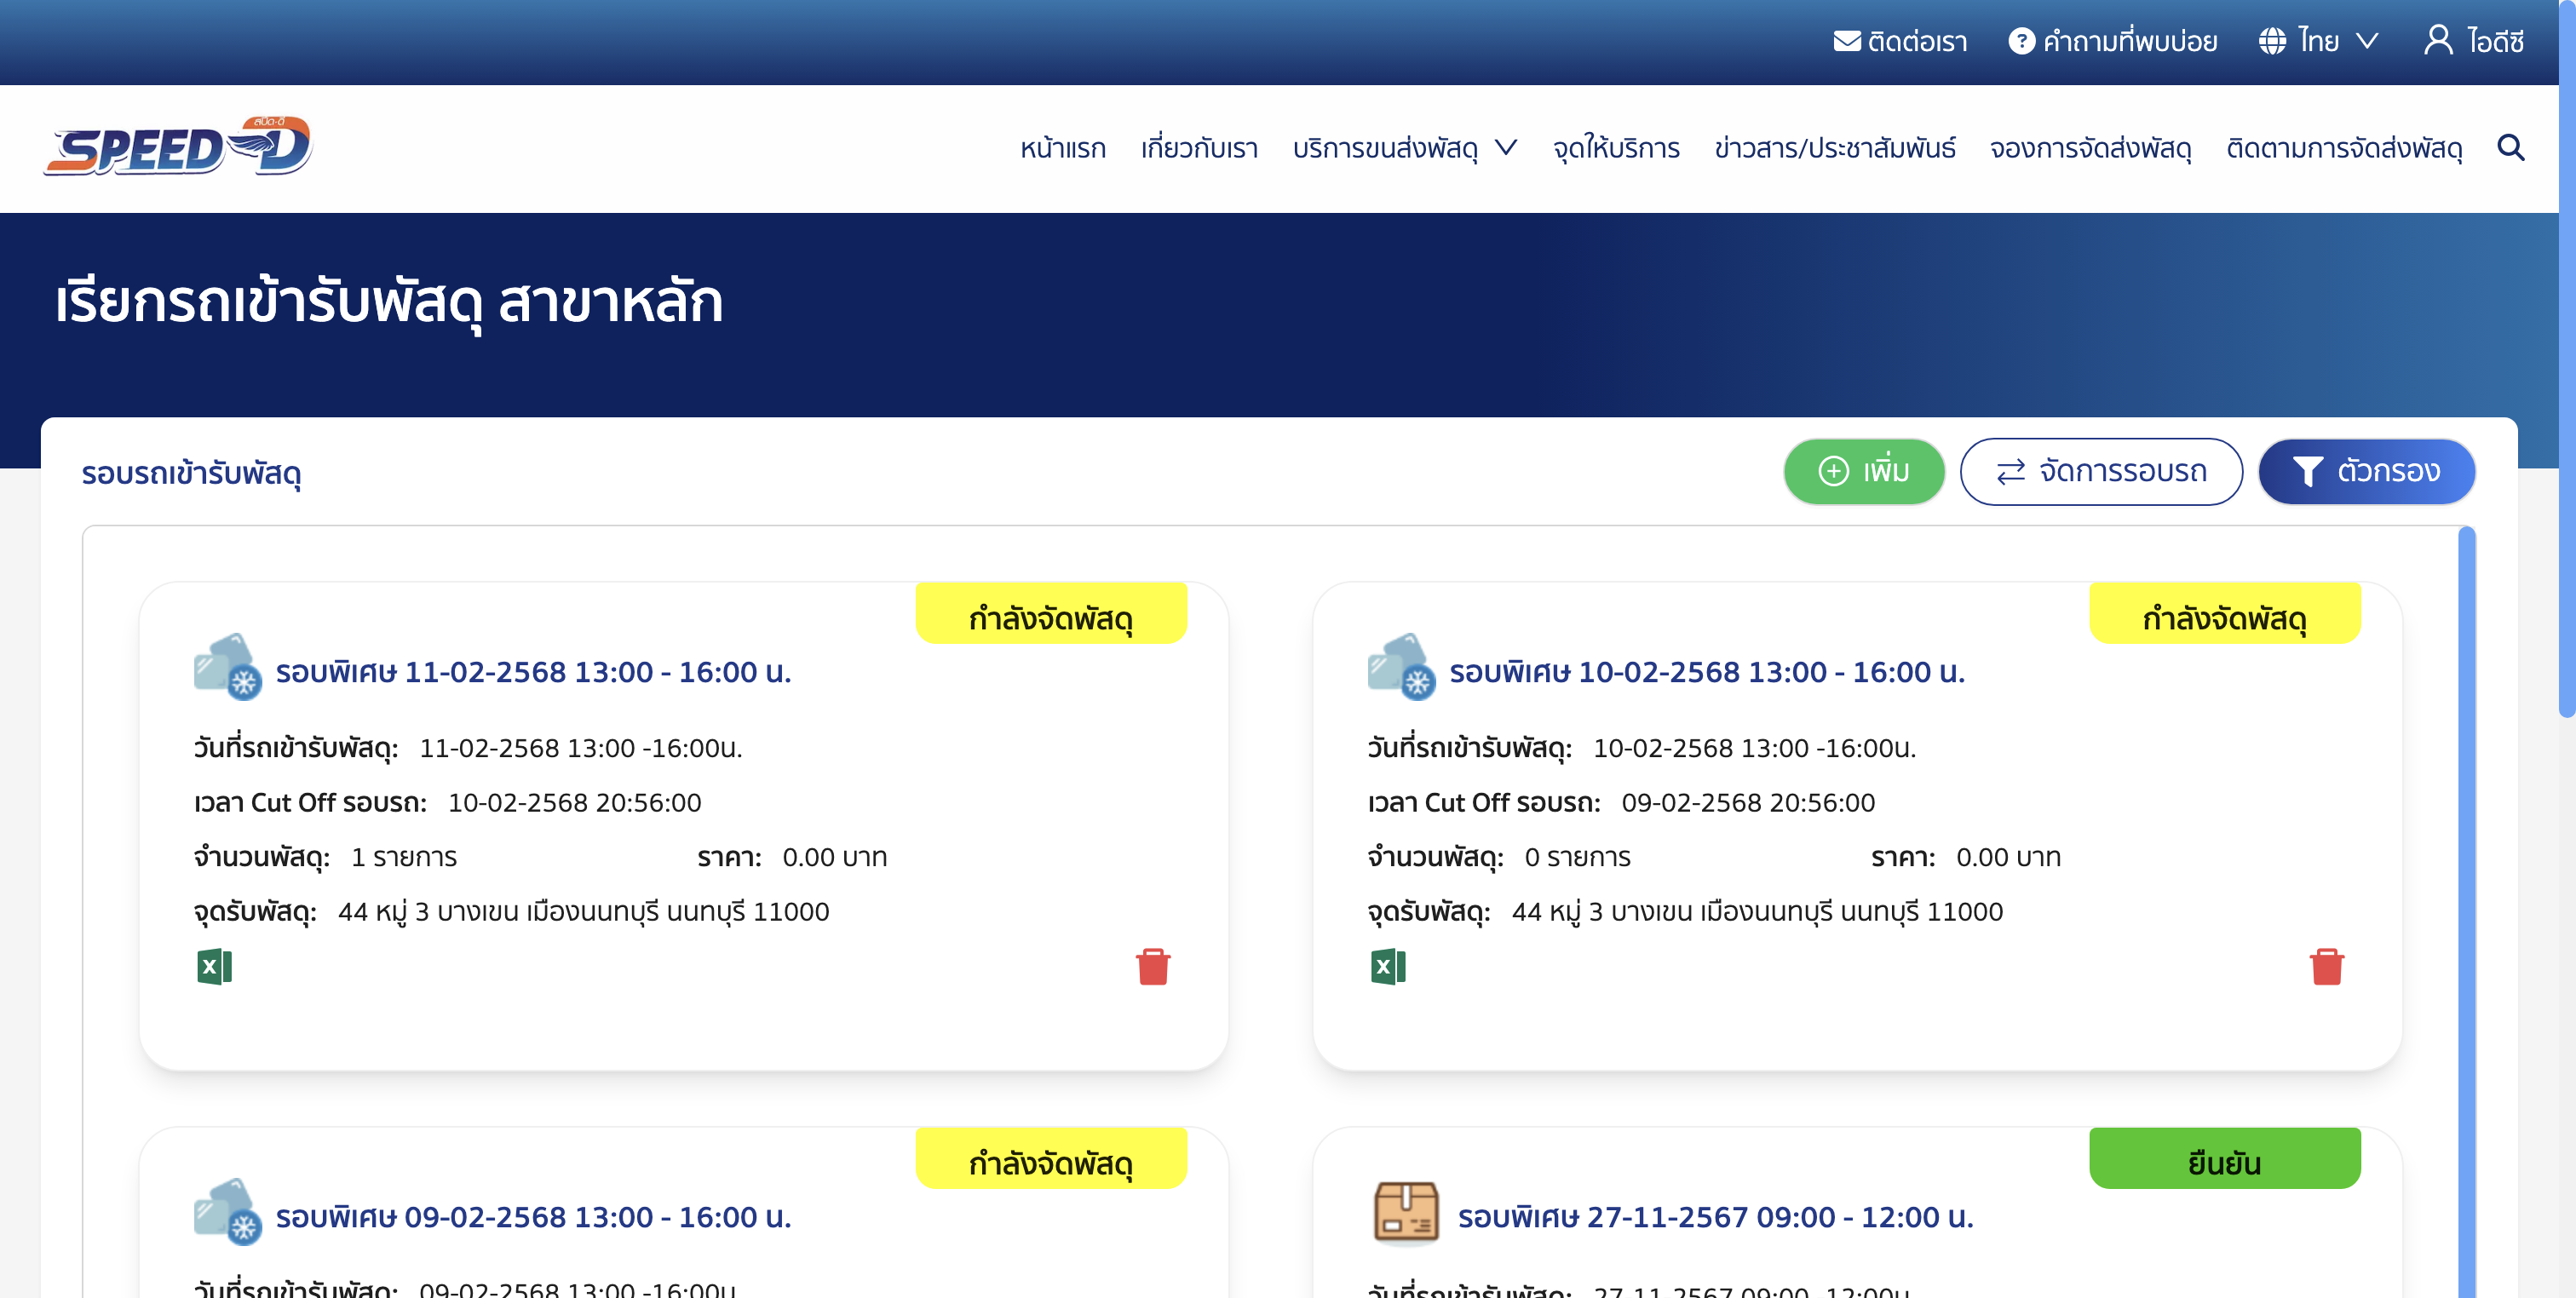 ติดต่อเรา คำถามที่พบบ่อย ไทย ไอดีซี
สปีด-ดี
SPEED-D
หน้าแรก เกี่ยวกับเรา บริการขนส่งพัสดุ จุดให้บริการ ข่าวสาร/ประชาสัมพันธ์ จองการจัดส่งพัสดุ ติดตามการจัดส่งพัสดุ
เรียกรถเข้ารับพัสดุ สาขาหลัก
รอบรถเข้ารับพัสดุ
เพิ่ม จัดการรอบรถ ตัวกรอง
กำลังจัดพัสดุ
รอบพิเศษ 11-02-2568 13:00 - 16:00 น.
วันที่รถเข้ารับพัสดุ: 11-02-2568 13:00 -16:00น.
เวลา Cut Off รอบรถ: 10-02-2568 20:56:00
จำนวนพัสดุ: 1 รายการ ราคา: 0.00 บาท
จุดรับพัสดุ: 44 หมู่ 3 บางเขน เมืองนนทบุรี นนทบุรี 11000
กำลังจัดพัสดุ
รอบพิเศษ 10-02-2568 13:00 - 16:00 น.
วันที่รถเข้ารับพัสดุ: 10-02-2568 13:00 -16:00น.
เวลา Cut Off รอบรถ: 09-02-2568 20:56:00
จำนวนพัสดุ: 0 รายการ ราคา: 0.00 บาท
จุดรับพัสดุ: 44 หมู่ 3 บางเขน เมืองนนทบุรี นนทบุรี 11000
กำลังจัดพัสดุ
รอบพิเศษ 09-02-2568 13:00 - 16:00 น.
วันที่รถเข้ารับพัสดุ: 09-02-2568 13:00 -16:00น.
ยืนยัน
รอบพิเศษ 27-11-2567 09:00 - 12:00 น.
วันที่รถเข้ารับพัสดุ: 27-11-2567 09:00 -12:00น.